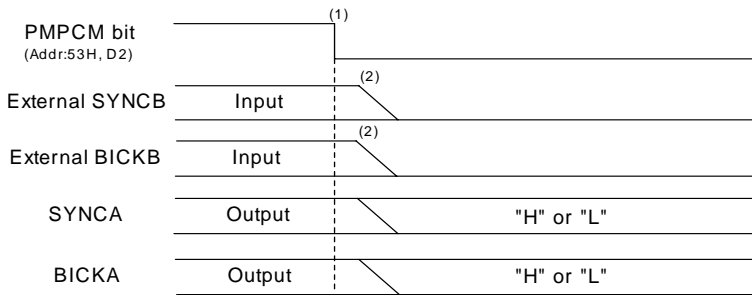 (1)
PMPCM bit
(Addr:53H, D2)
(2)
External SYNCB Input
(2)
External BICKB Input
SYNCA Output "H" or "L"
BICKA Output "H" or "L"